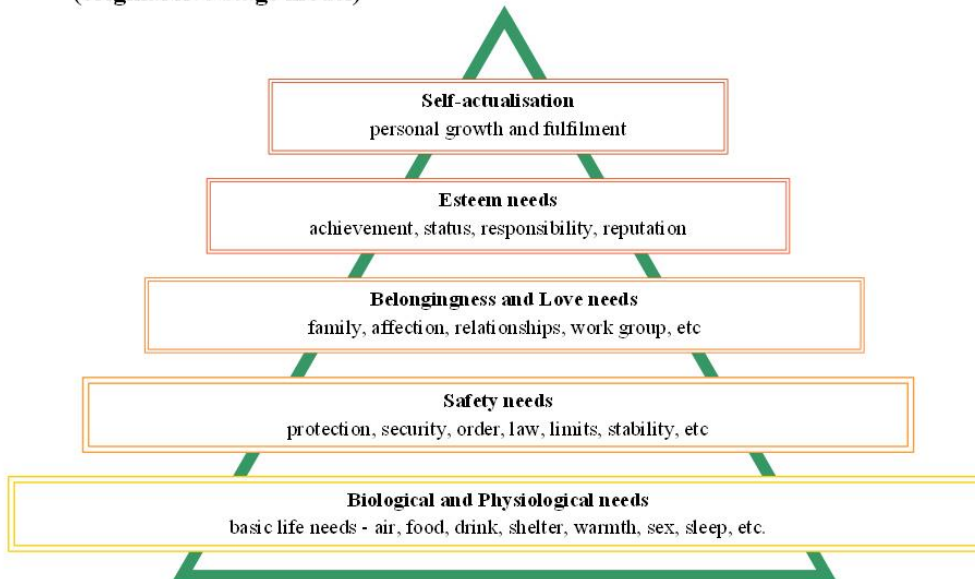 Self-actualisation
personal growth and fulfilment
Esteem needs
achievement, status, responsibility, reputation
Belongingness and Love needs
family, affection, relationships, work group, etc
Safety needs
protection, security, order, law, limits, stability, etc
Biological and Physiological needs
basic life needs - air, food, drink, shelter, warmth, sex, sleep, etc.